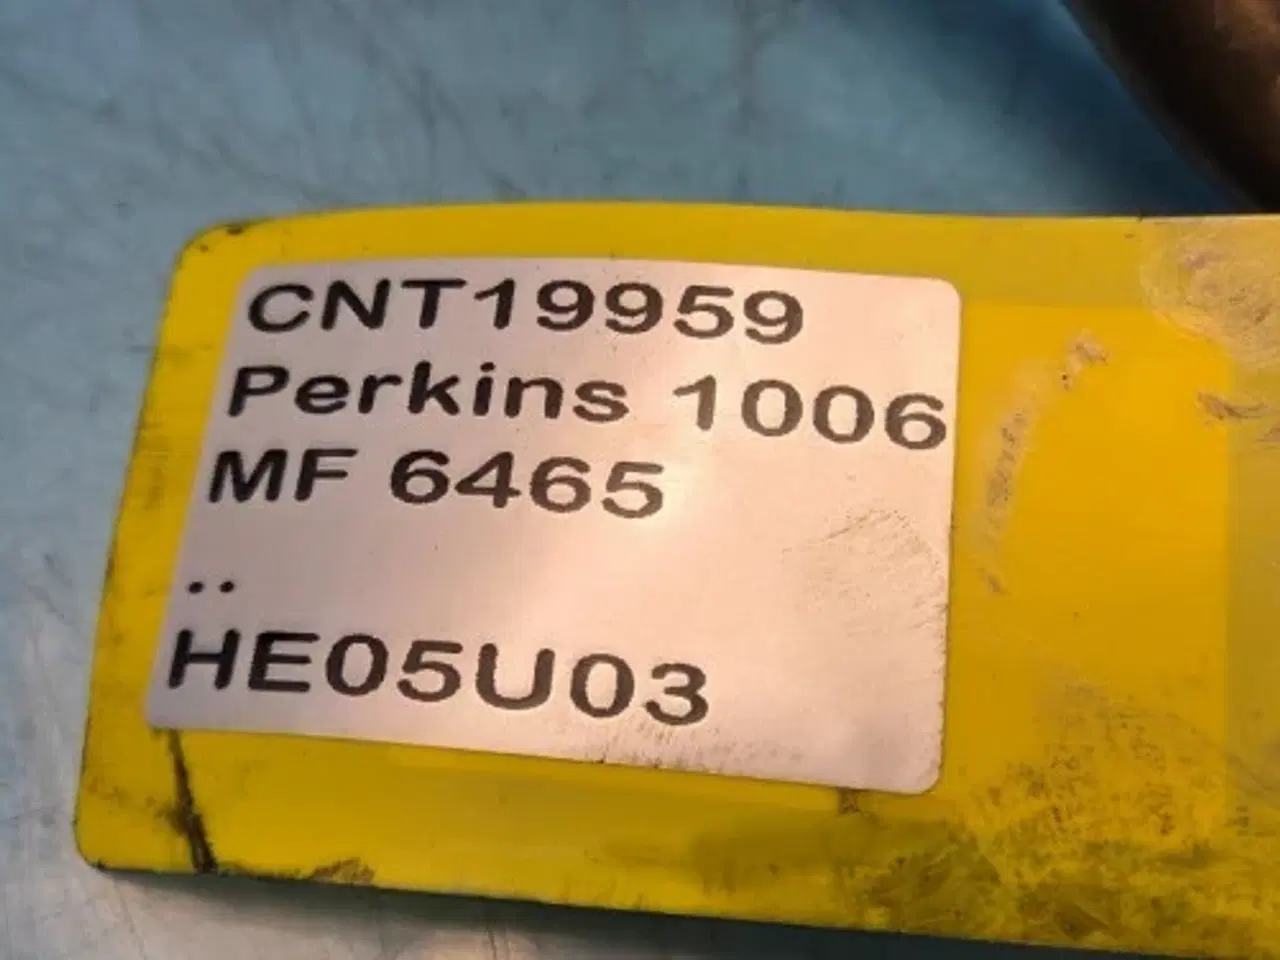 CNT19959
Perkins 1006
MF 6465
..
HE05U03